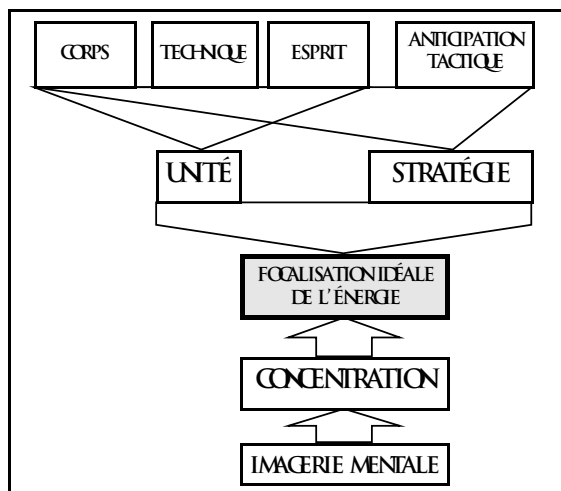 CORPS
TECHNIQUE
ESPRIT
ANTICIPATION
TACTIQUE
UNITÉ
STRATÉGIE
FOCALISATION IDÉALE
DE L' ÉNERGIE
CONCENTRATION
IMAGERIE MENTALE